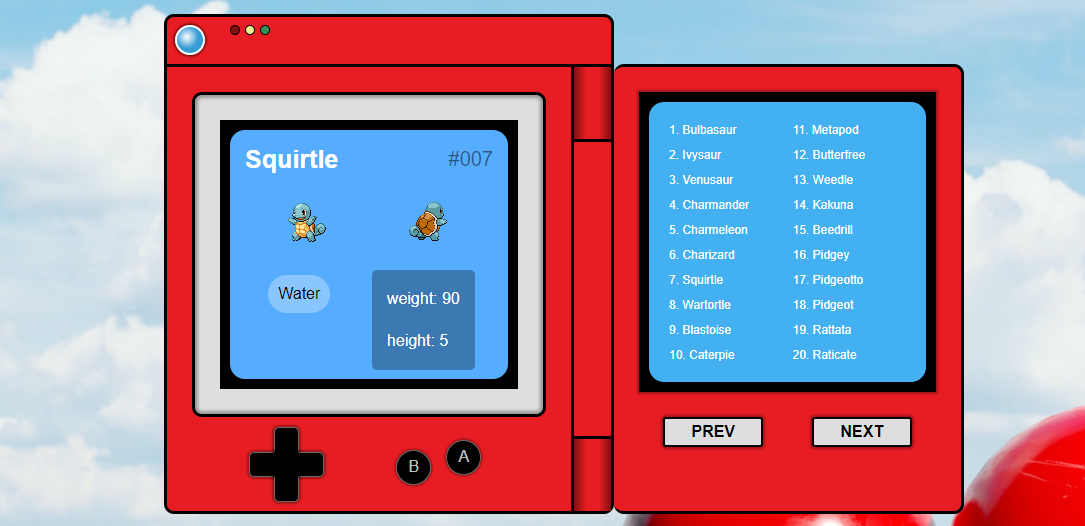 Squirtle
#007
Water
weight: 90
height: 5
B
A
1. Bulbasaur
2. Ivysaur
3. Venusaur
4. Charmander
5. Charmeleon
6. Charizard
7. Squirtle
8. Wartortle
9. Blastoise
10. Caterpie
11. Metapod
12. Butterfree
13. Weedle
14. Kakuna
15. Beedrill
16. Pidgey
17. Pidgeotto
18. Pidgeot
19. Rattata
20. Raticate
PREV
NEXT